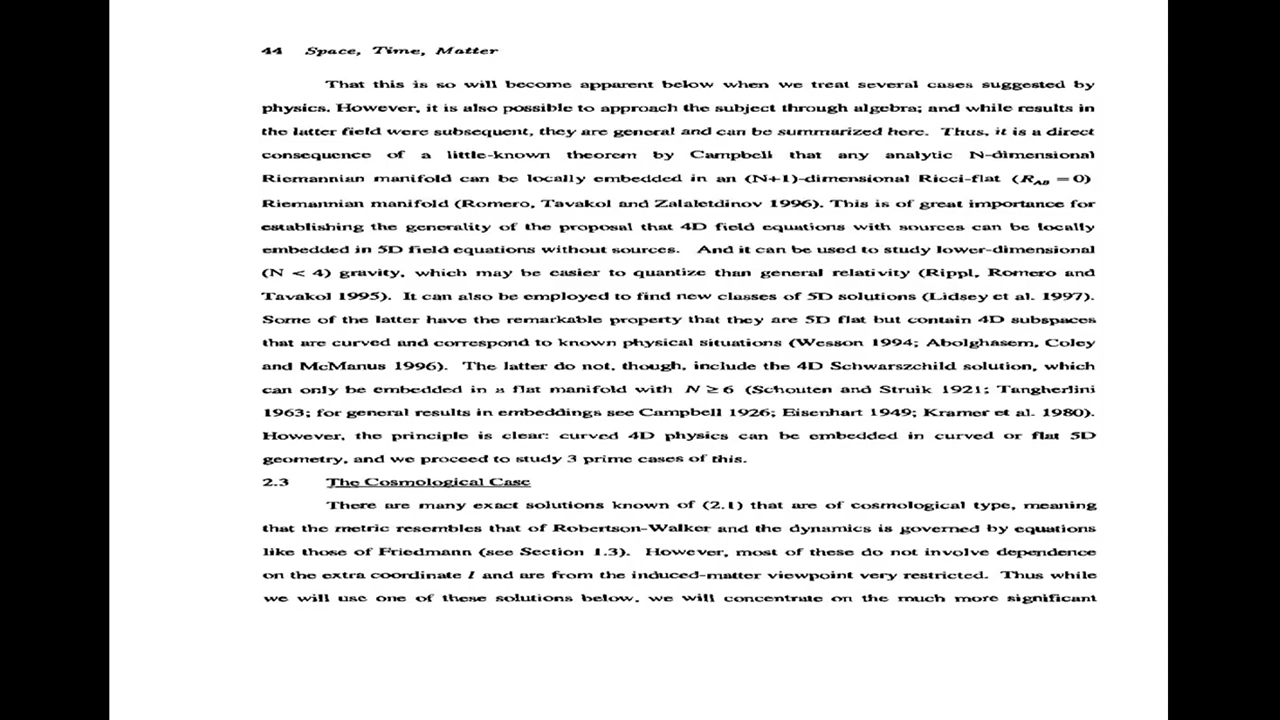 44 Space, Time, Matter
That this is so will become apparent below when we treat several cases suggested by
physics. However, it is also possible to approach the subject through algebra; and while results in
the latter field were subsequent, they are general and can be summarized here. Thus, it is a direct
consequence of a little-known theorem by Campbell that any analytic N-dimensional
Riemannian manifold can be locally embedded in an (N+1)-dimensional Ricci-flat (R_AB = 0)
Riemannian manifold (Romero, Tavakol and Zalaletdinov 1996). This is of great importance for
establishing the generality of the proposal that 4D field equations with sources can be locally
embedded in 5D field equations without sources. And it can be used to study lower-dimensional
(N < 4) gravity, which may be easier to quantize than general relativity (Rippl, Romero and
Tavakol 1995). It can also be employed to find new classes of 5D solutions (Lidsey et al. 1997).
Some of the latter have the remarkable property that they are 5D flat but contain 4D subspaces
that are curved and correspond to known physical situations (Wesson 1994; Abolghasem, Coley
and McManus 1996). The latter do not, though, include the 4D Schwarszchild solution, which
can only be embedded in a flat manifold with N ≥ 6 (Schouten and Struik 1921; Tangherlini
1963; for general results in embeddings see Campbell 1926; Eisenhart 1949; Kramer et al. 1980).
However, the principle is clear: curved 4D physics can be embedded in curved or flat 5D
geometry, and we proceed to study 3 prime cases of this.
2.3 The Cosmological Case
There are many exact solutions known of (2.1) that are of cosmological type, meaning
that the metric resembles that of Robertson-Walker and the dynamics is governed by equations
like those of Friedmann (see Section 1.3). However, most of these do not involve dependence
on the extra coordinate l and are from the induced-matter viewpoint very restricted. Thus while
we will use one of these solutions below, we will concentrate on the much more significant